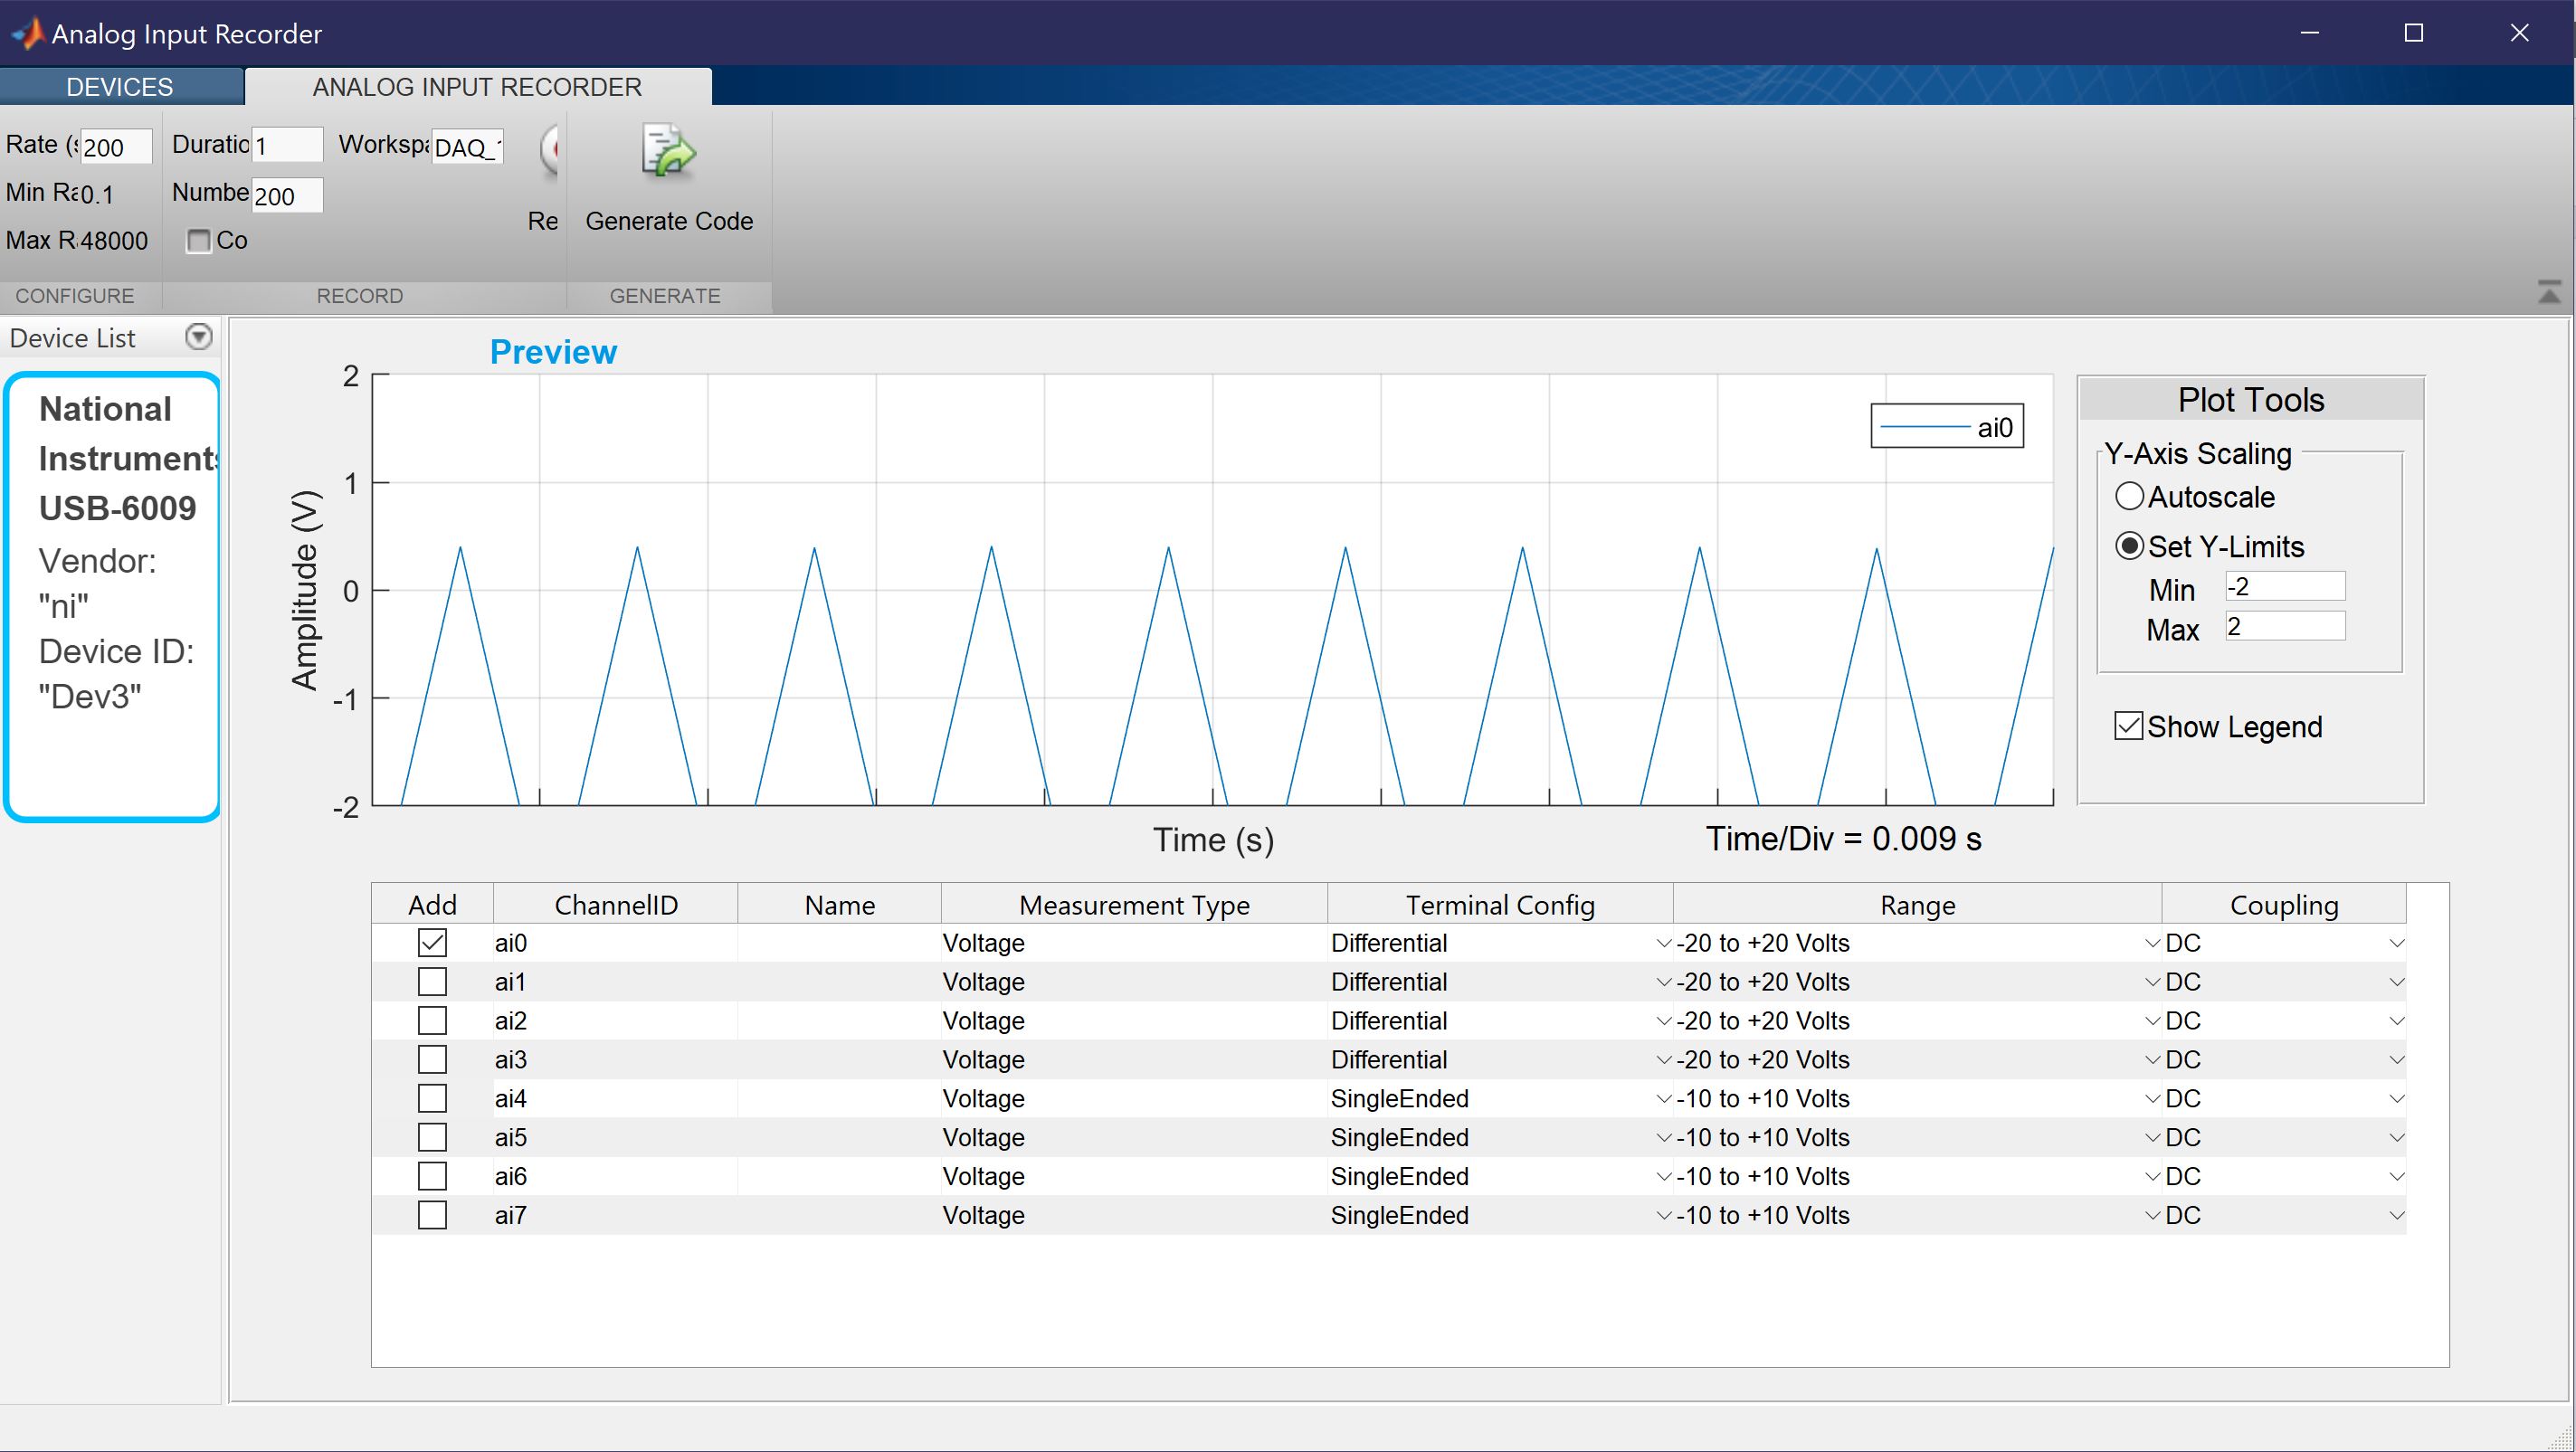 Analog Input Recorder
DEVICES
ANALOG INPUT RECORDER
Rate (s 200
Duratio 1
Workspa DAQ_1
Min Ra 0.1
Numbe 200
Max R 48000
Co
Re
Generate Code
CONFIGURE
RECORD
GENERATE
Device List
National
Instruments
USB-6009
Vendor:
"ni"
Device ID:
"Dev3"
Preview
2
1
0
-1
-2
Amplitude (V)
ai0
Time (s)
Time/Div = 0.009 s
Plot Tools
Y-Axis Scaling
Autoscale
Set Y-Limits
Min -2
Max 2
Show Legend
Add ChannelID Name Measurement Type Terminal Config Range Coupling
ai0 Voltage Differential -20 to +20 Volts DC
ai1 Voltage Differential -20 to +20 Volts DC
ai2 Voltage Differential -20 to +20 Volts DC
ai3 Voltage Differential -20 to +20 Volts DC
ai4 Voltage SingleEnded -10 to +10 Volts DC
ai5 Voltage SingleEnded -10 to +10 Volts DC
ai6 Voltage SingleEnded -10 to +10 Volts DC
ai7 Voltage SingleEnded -10 to +10 Volts DC